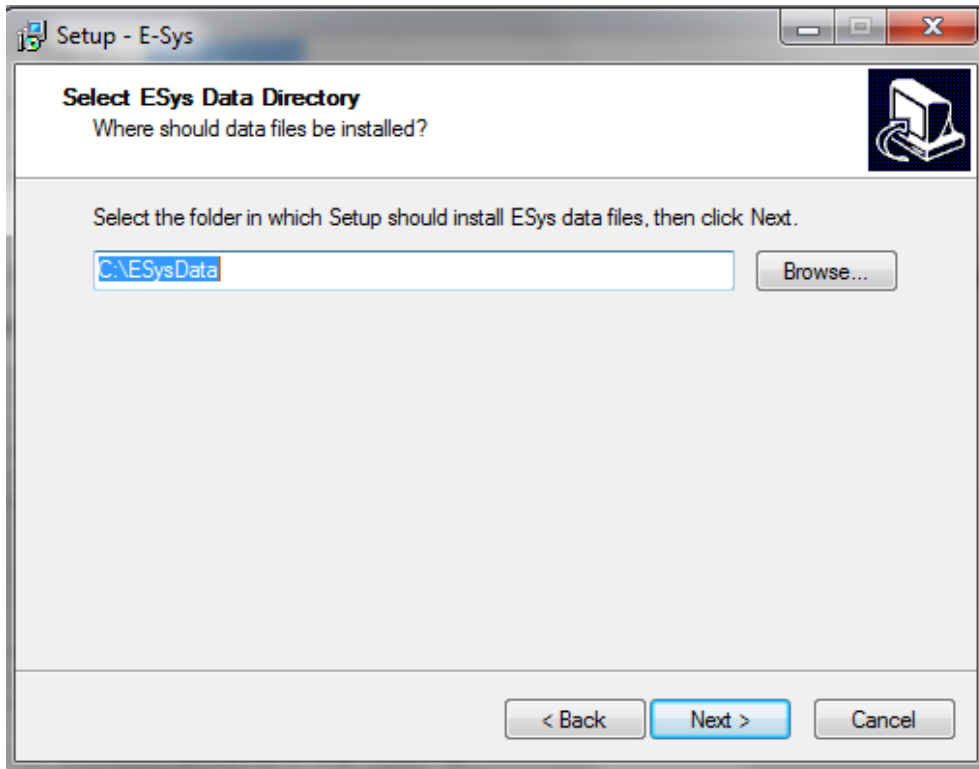 Setup - E-Sys
Select ESys Data Directory
Where should data files be installed?
Select the folder in which Setup should install ESys data files, then click Next.
C:\ESysData
Browse...
< Back
Next >
Cancel